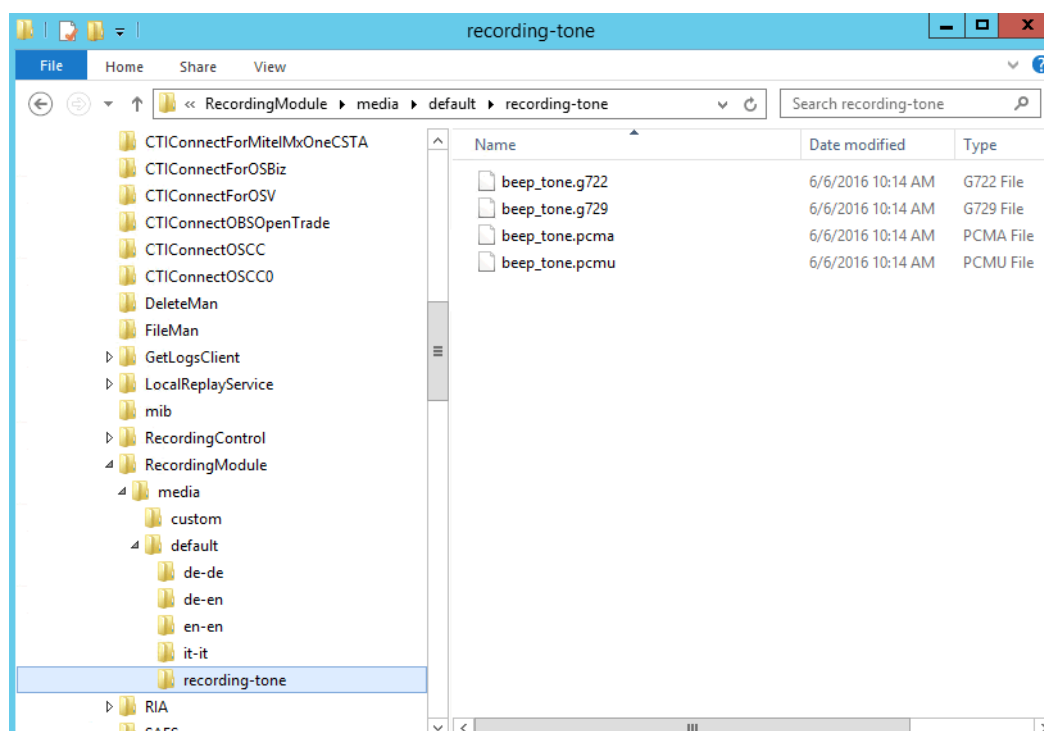 recording-tone
File Home Share View
« RecordingModule media default recording-tone
Search recording-tone
CTIConnectForMitelMxOneCSTA
CTIConnectForOSBiz
CTIConnectForOSV
CTIConnectOBSOpenTrade
CTIConnectOSCC
CTIConnectOSCC0
DeleteMan
FileMan
GetLogsClient
LocalReplayService
mib
RecordingControl
RecordingModule
media
custom
default
de-de
de-en
en-en
it-it
recording-tone
RIA
Name Date modified Type
beep_tone.g722 6/6/2016 10:14 AM G722 File
beep_tone.g729 6/6/2016 10:14 AM G729 File
beep_tone.pcma 6/6/2016 10:14 AM PCMA File
beep_tone.pcmu 6/6/2016 10:14 AM PCMU File